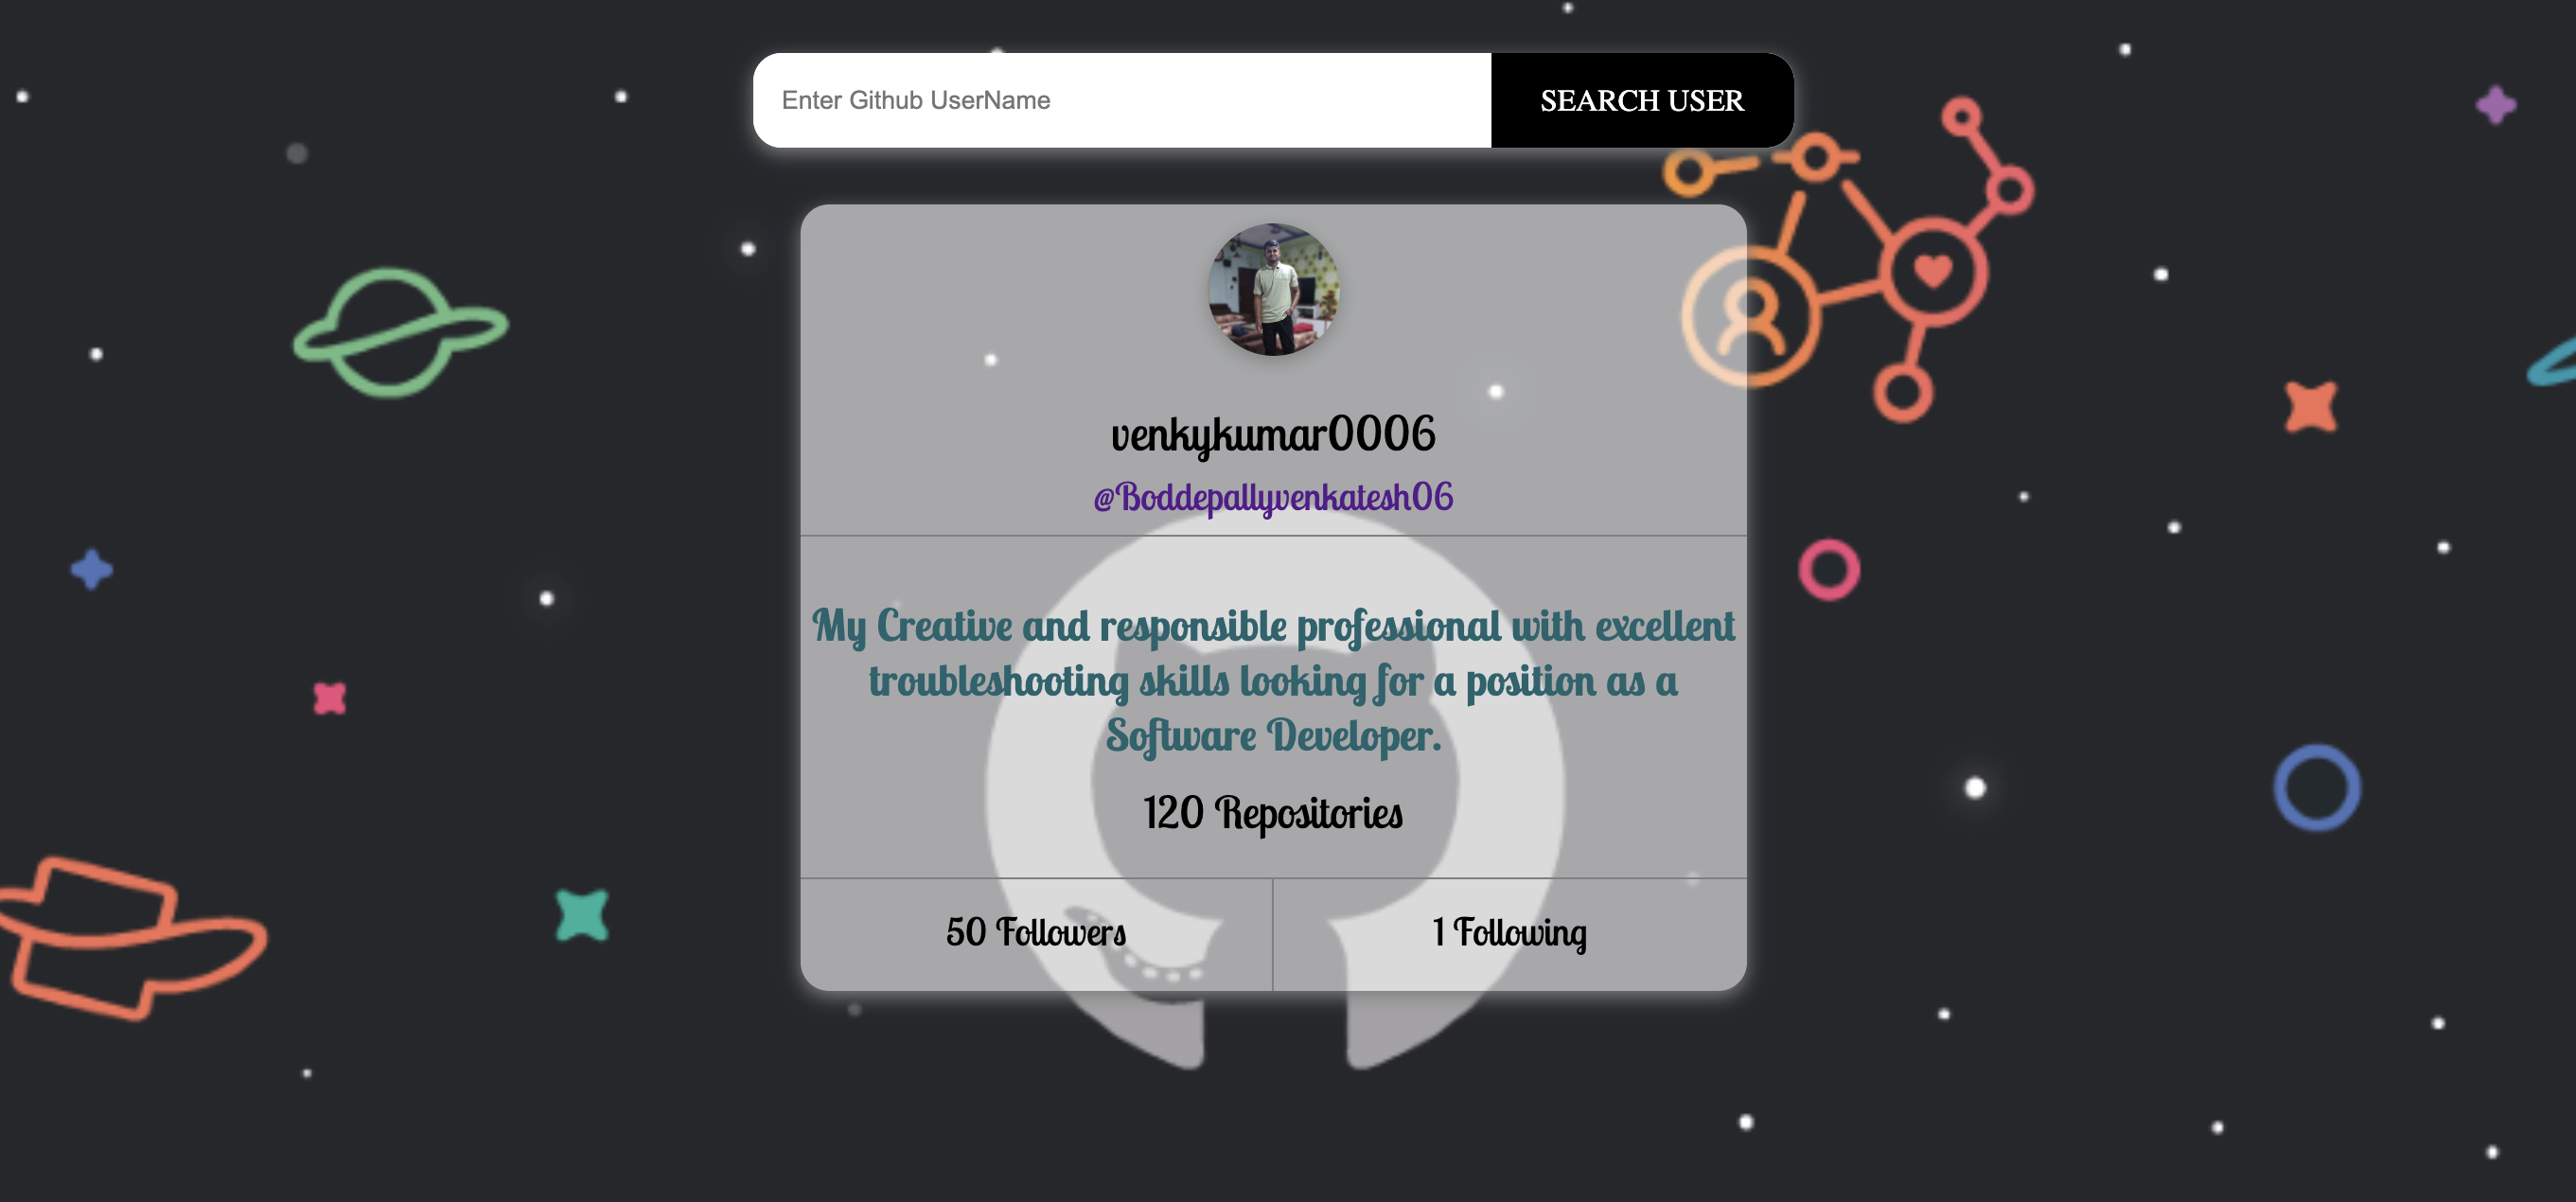 Enter Github UserName
SEARCH USER
venkykumar0006
@Boddepallyvenkatesh06
My Creative and responsible professional with excellent
troubleshooting skills looking for a position as a
Software Developer.
120 Repositories
50 Followers
1 Following